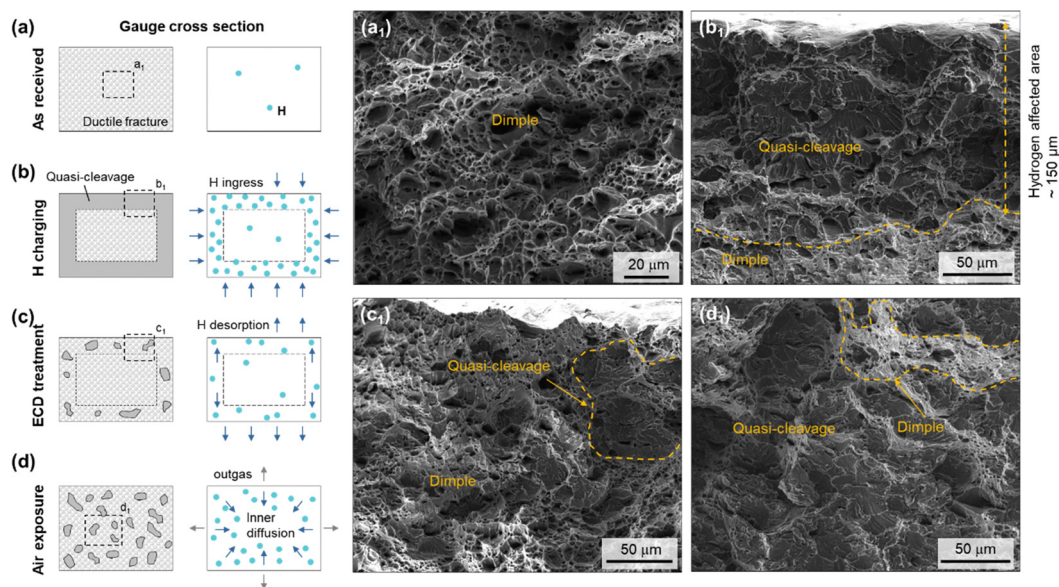 Gauge cross section
(a)
As received
a1
Ductile fracture
H
(a1)
Dimple
20 μm
(b1)
Quasi-cleavage
Dimple
50 μm
Hydrogen affected area
~ 150 μm
(b)
H charging
Quasi-cleavage
b1
H ingress
(c)
ECD treatment
c1
H desorption
(c1)
Quasi-cleavage
Dimple
50 μm
(d1)
Quasi-cleavage
Dimple
50 μm
(d)
Air exposure
d1
outgas
Inner
diffusion